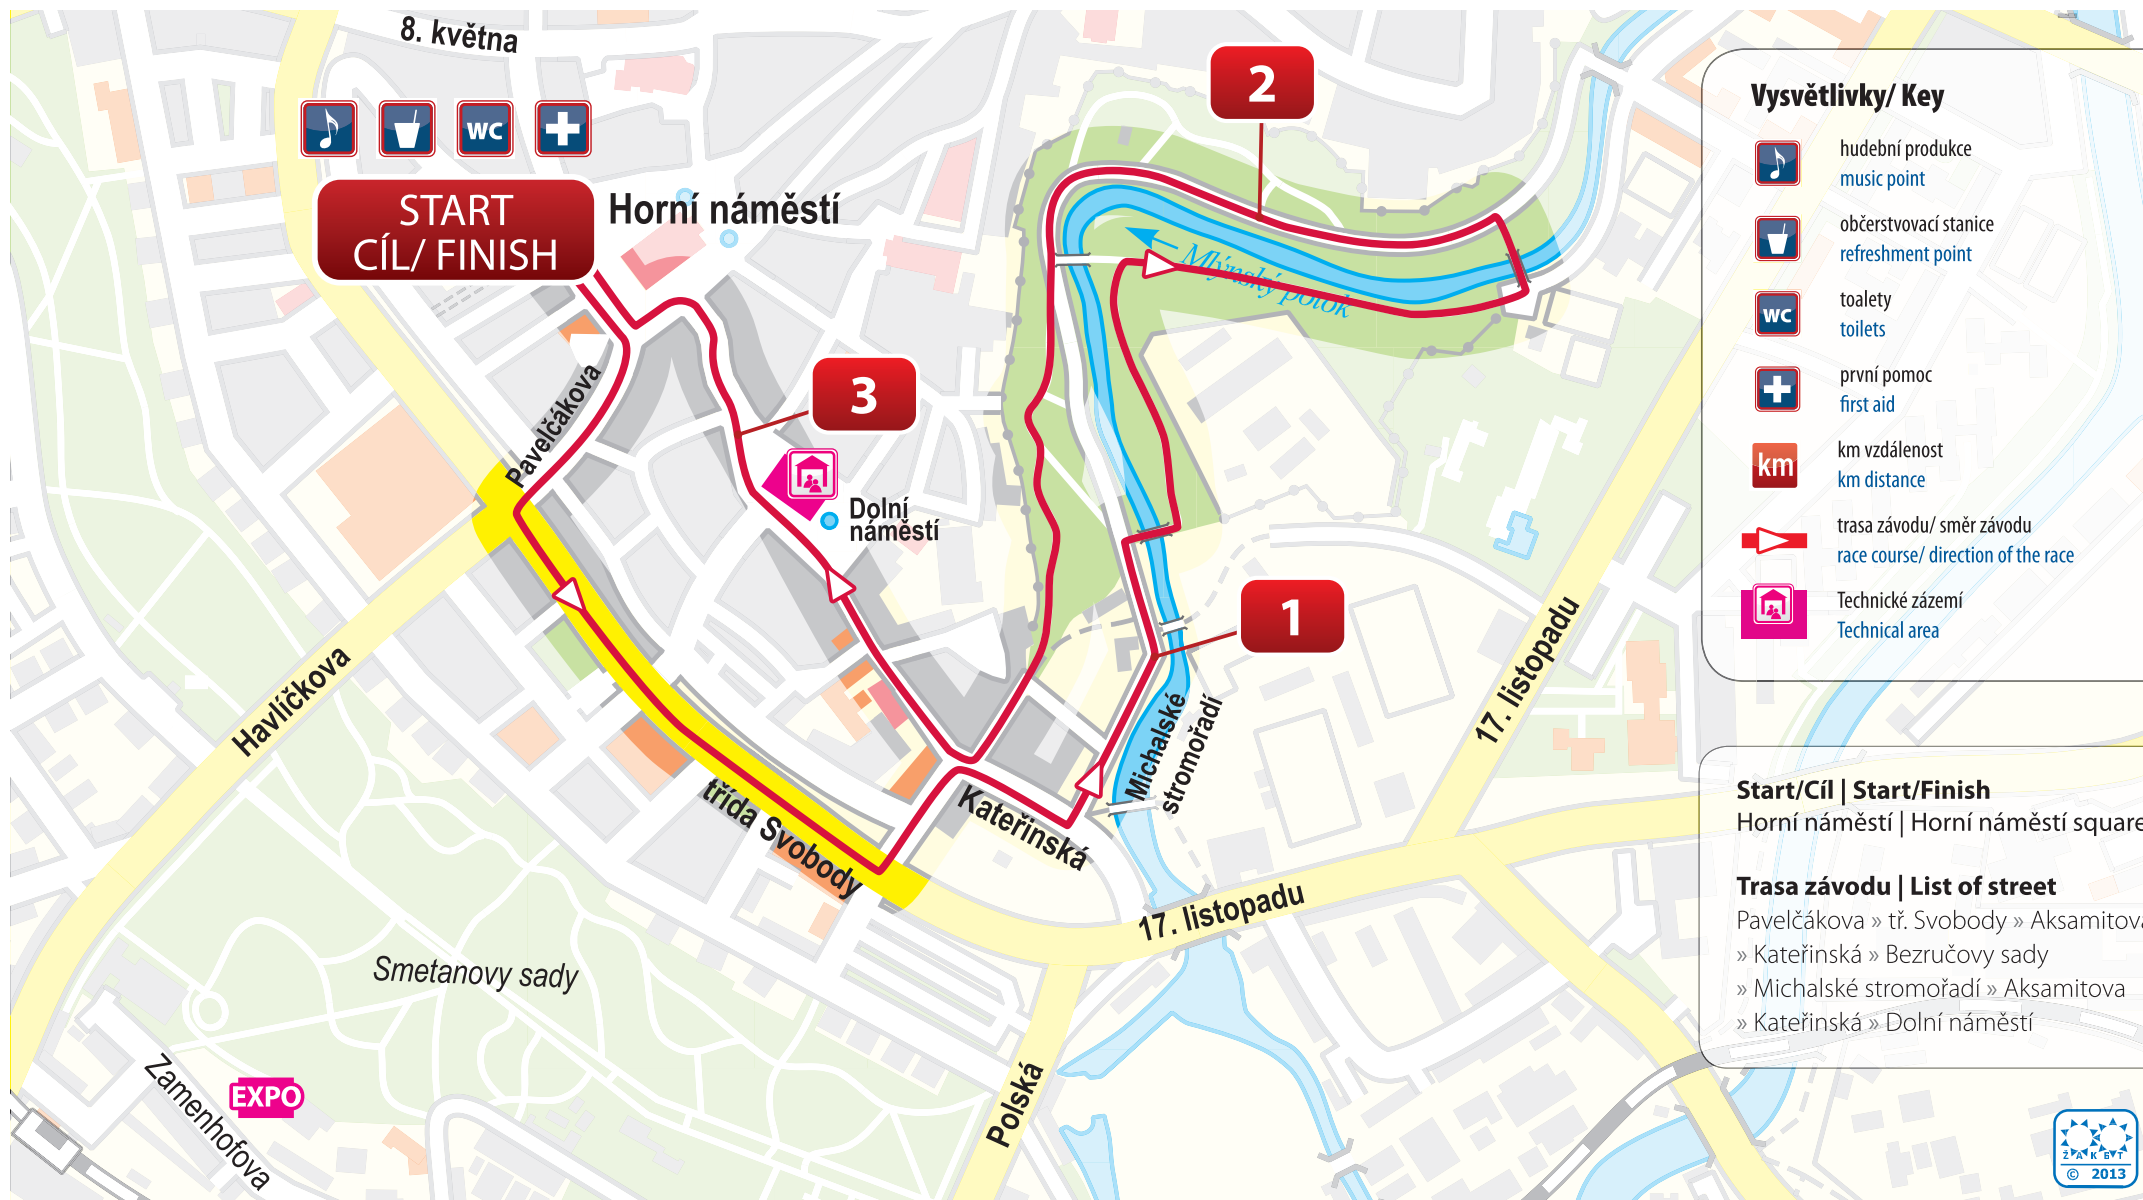 8. května
2
WC
START
CÍL/ FINISH
Horní náměstí
Mlýnský potok
Pavelčákova
3
Dolní
náměstí
1
Havlíčkova
17. listopadu
Michalské
stromořadí
třída Svobody
Kateřinská
17. listopadu
Smetanovy sady
Polská
Zamenhofova
EXPO
Vysvětlivky/ Key
hudební produkce
music point
občerstvovací stanice
refreshment point
WC
toalety
toilets
první pomoc
first aid
km
km vzdálenost
km distance
trasa závodu/ směr závodu
race course/ direction of the race
Technické zázemí
Technical area
Start/Cíl | Start/Finish
Horní náměstí | Horní náměstí square
Trasa závodu | List of street
Pavelčákova » tř. Svobody » Aksamitova
» Kateřinská » Bezručovy sady
» Michalské stromořadí » Aksamitova
» Kateřinská » Dolní náměstí
ŽAKET
© 2013